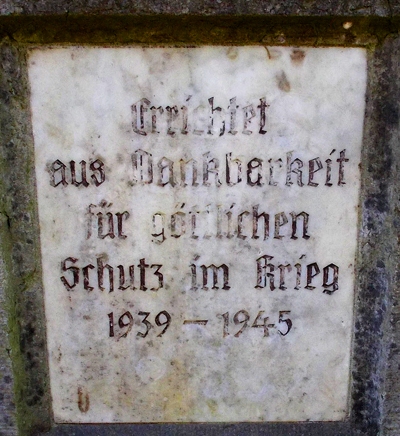 Errichtet
aus Dankbarkeit
für göttlichen
Schutz im Krieg
1939 – 1945